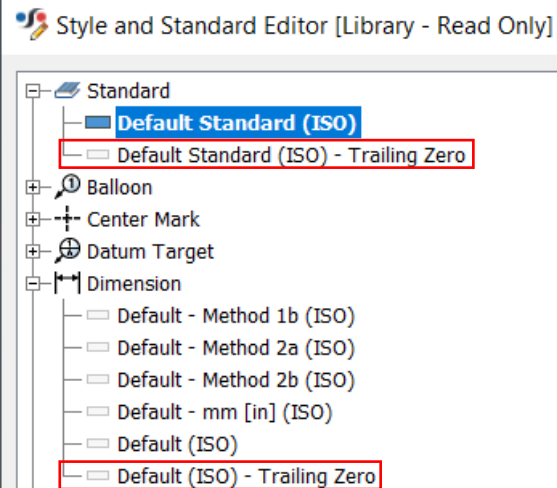 Style and Standard Editor [Library - Read Only]
Standard
Default Standard (ISO)
Default Standard (ISO) - Trailing Zero
Balloon
Center Mark
Datum Target
Dimension
Default - Method 1b (ISO)
Default - Method 2a (ISO)
Default - Method 2b (ISO)
Default - mm [in] (ISO)
Default (ISO)
Default (ISO) - Trailing Zero